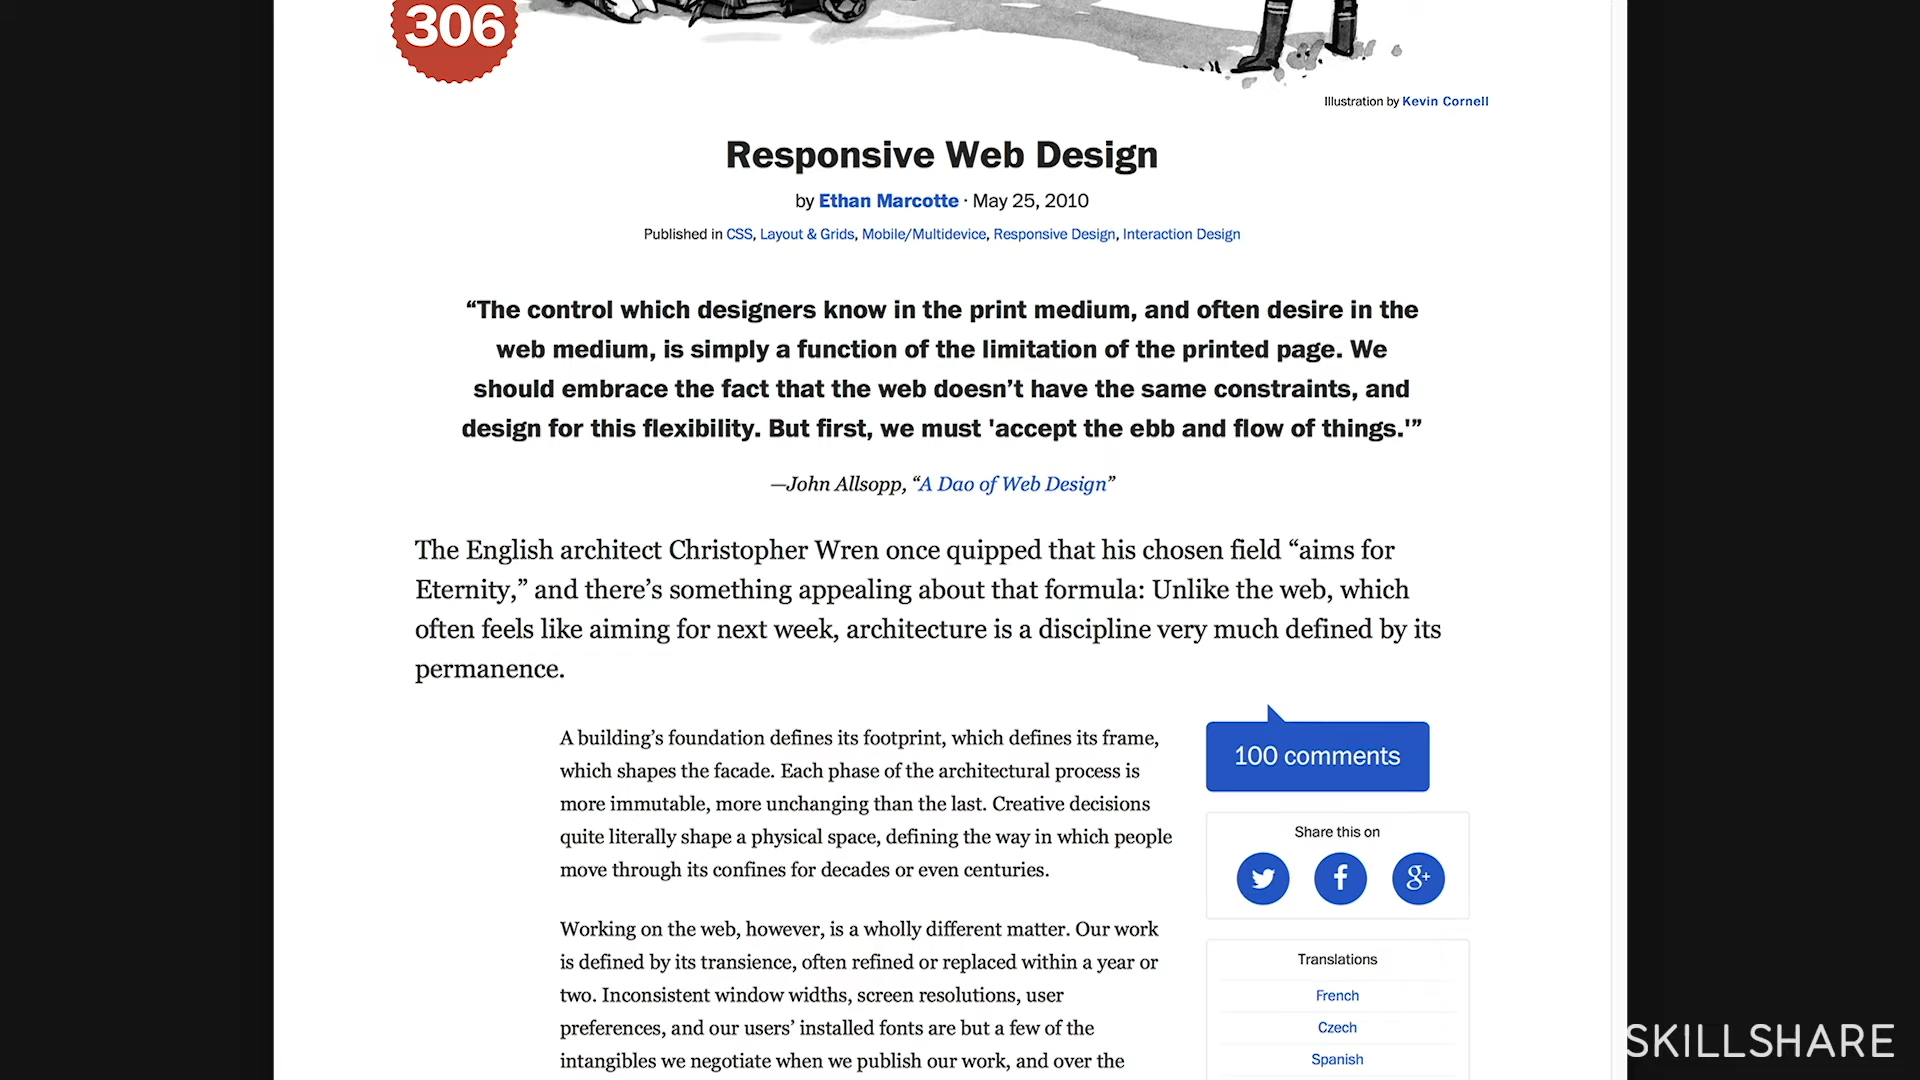 306
Illustration by Kevin Cornell
Responsive Web Design
by Ethan Marcotte · May 25, 2010
Published in CSS, Layout & Grids, Mobile/Multidevice, Responsive Design, Interaction Design
“The control which designers know in the print medium, and often desire in the
web medium, is simply a function of the limitation of the printed page. We
should embrace the fact that the web doesn’t have the same constraints, and
design for this flexibility. But first, we must 'accept the ebb and flow of things.'”
—John Allsopp, “A Dao of Web Design”
The English architect Christopher Wren once quipped that his chosen field “aims for
Eternity,” and there’s something appealing about that formula: Unlike the web, which
often feels like aiming for next week, architecture is a discipline very much defined by its
permanence.
A building’s foundation defines its footprint, which defines its frame,
which shapes the facade. Each phase of the architectural process is
more immutable, more unchanging than the last. Creative decisions
quite literally shape a physical space, defining the way in which people
move through its confines for decades or even centuries.
Working on the web, however, is a wholly different matter. Our work
is defined by its transience, often refined or replaced within a year or
two. Inconsistent window widths, screen resolutions, user
preferences, and our users’ installed fonts are but a few of the
intangibles we negotiate when we publish our work, and over the
100 comments
Share this on
f
g+
Translations
French
Czech
Spanish
SKILLSHARE